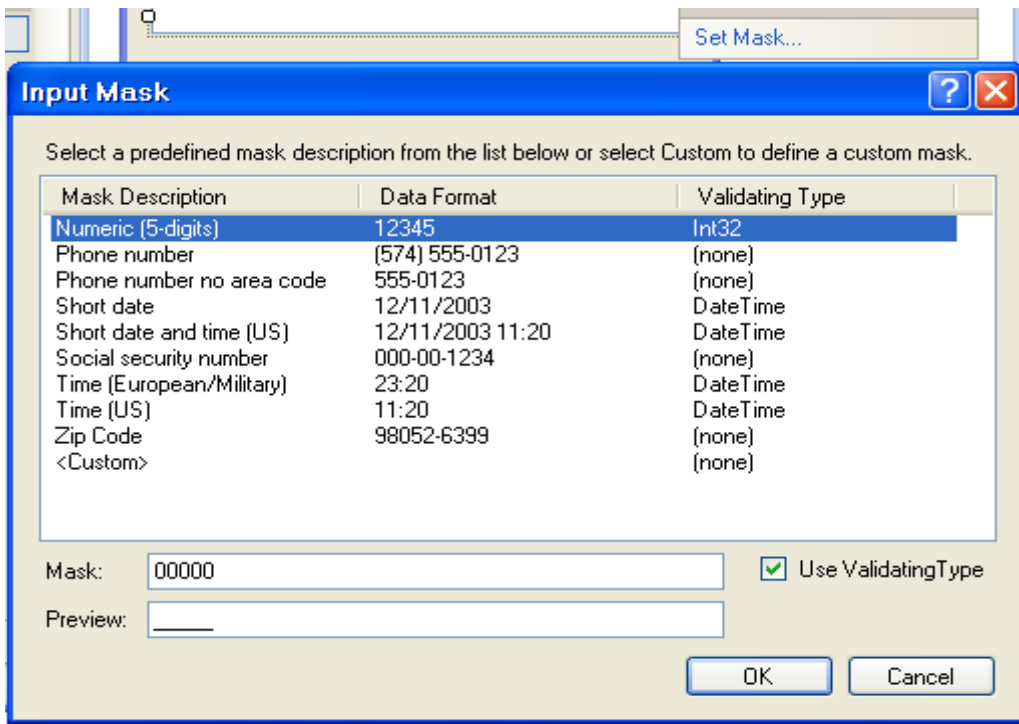 Set Mask...
Input Mask
Select a predefined mask description from the list below or select Custom to define a custom mask.
Mask Description Data Format Validating Type
Numeric (5-digits) 12345 Int32
Phone number (574) 555-0123 (none)
Phone number no area code 555-0123 (none)
Short date 12/11/2003 DateTime
Short date and time (US) 12/11/2003 11:20 DateTime
Social security number 000-00-1234 (none)
Time (European/Military) 23:20 DateTime
Time (US) 11:20 DateTime
Zip Code 98052-6399 (none)
<Custom> (none)
Mask: 00000 Use ValidatingType
Preview: _____
OK Cancel